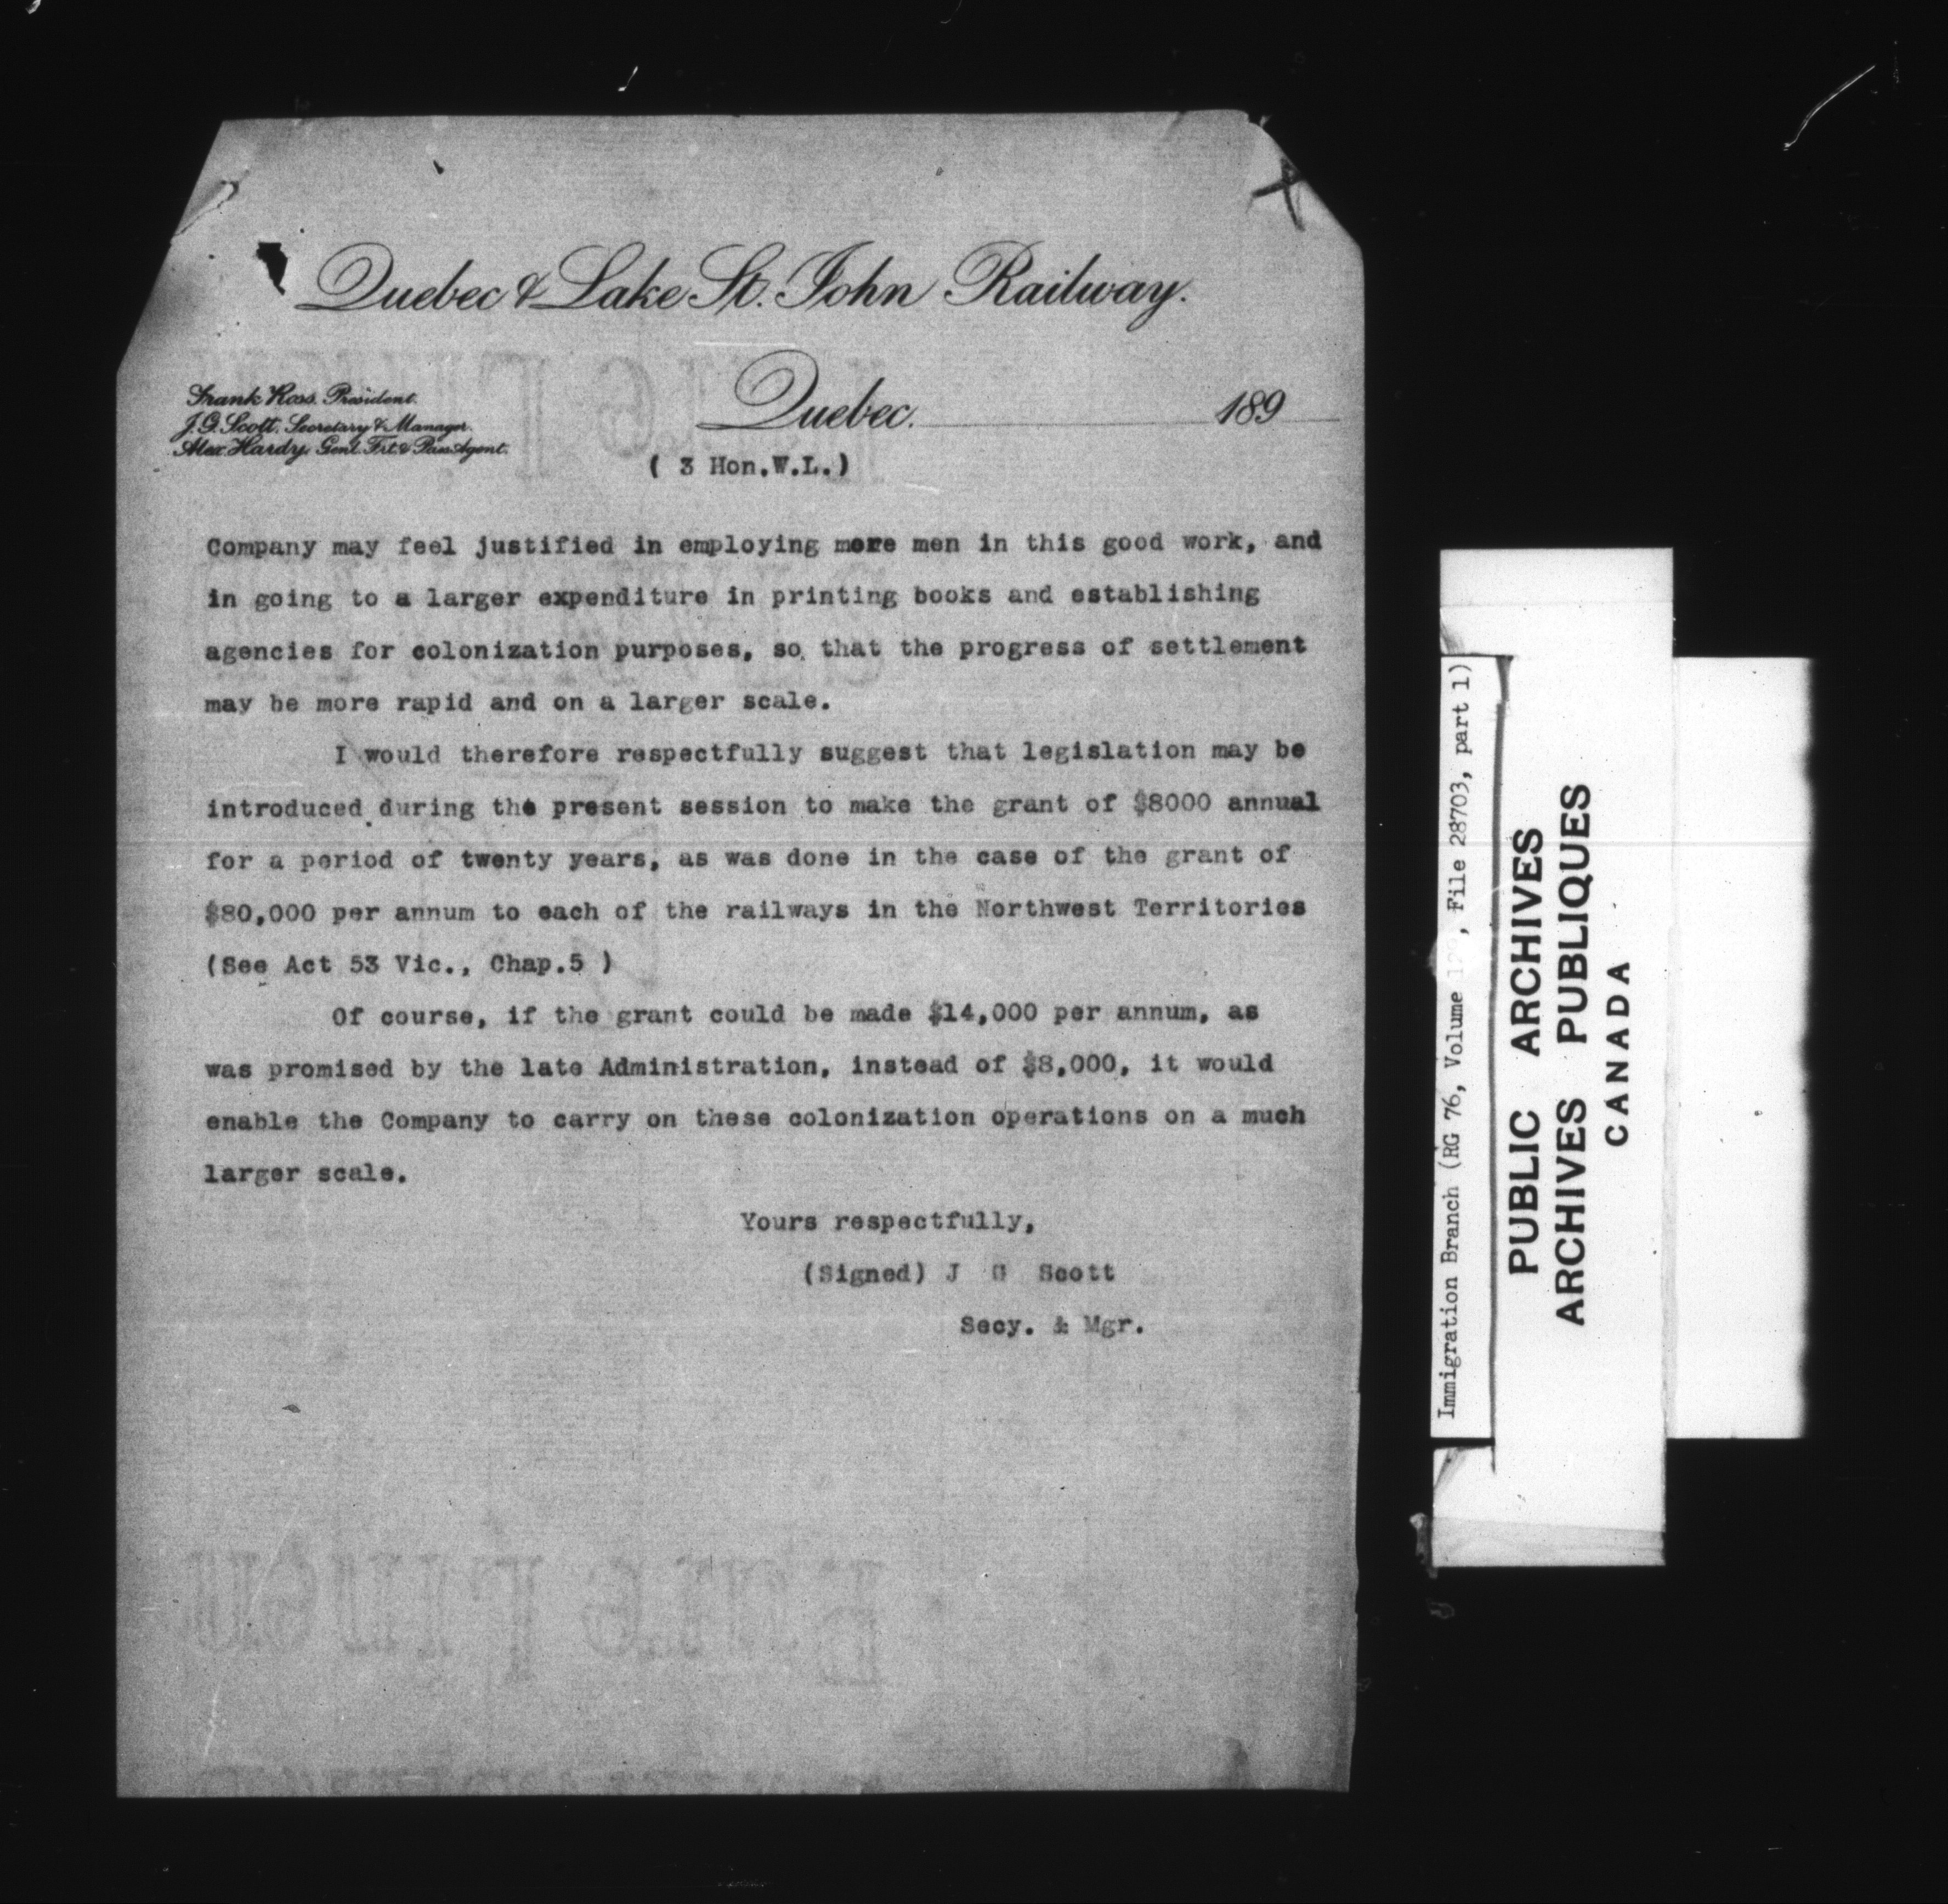 Quebec & Lake St. John Railway.
Quebec. 189
Frank Ross. President.
J.G. Scott. Secretary & Manager.
Alex. Hardy. Genl. Frt. & Pass Agent.
( 3 Hon.W.L.)
Company may feel justified in employing more men in this good work, and
in going to a larger expenditure in printing books and establishing
agencies for colonization purposes, so that the progress of settlement
may be more rapid and on a larger scale.
I would therefore respectfully suggest that legislation may be
introduced during the present session to make the grant of $8000 annual
for a period of twenty years, as was done in the case of the grant of
$80,000 per annum to each of the railways in the Northwest Territories
(See Act 53 Vic., Chap.5 )
Of course, if the grant could be made $14,000 per annum, as
was promised by the late Administration, instead of $8,000, it would
enable the Company to carry on these colonization operations on a much
larger scale.
Yours respectfully,
(Signed) J G Scott
Secy. & Mgr.
Immigration Branch (RG 76, Volume , File 28703, part 1)
PUBLIC ARCHIVES
ARCHIVES PUBLIQUES
CANADA